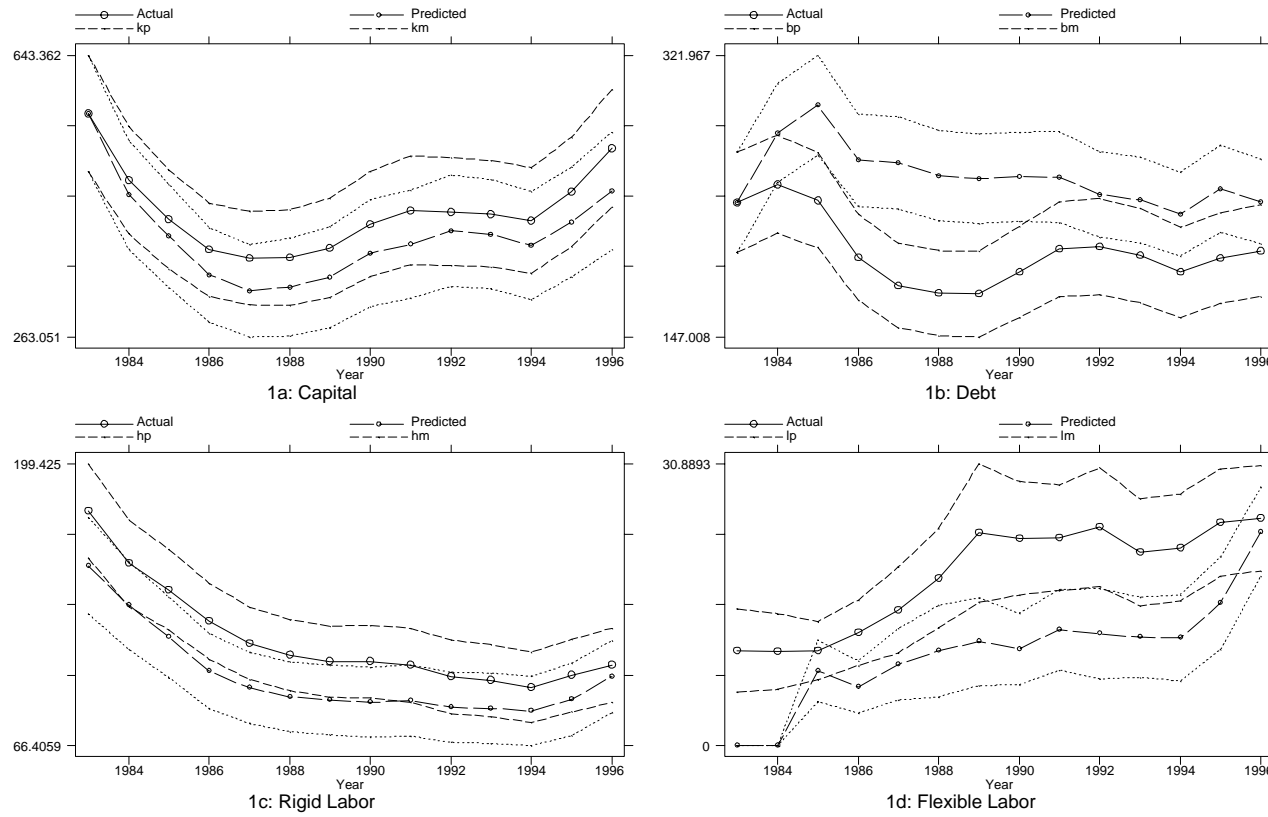 Actual Predicted
kp km
643.362
263.051
1984 1986 1988 1990 1992 1994 1996
Year
1a: Capital
Actual Predicted
bp bm
321.967
147.008
1984 1986 1988 1990 1992 1994 1996
Year
1b: Debt
Actual Predicted
hp hm
199.425
66.4059
1984 1986 1988 1990 1992 1994 1996
Year
1c: Rigid Labor
Actual Predicted
lp lm
30.8893
0
1984 1986 1988 1990 1992 1994 1996
Year
1d: Flexible Labor